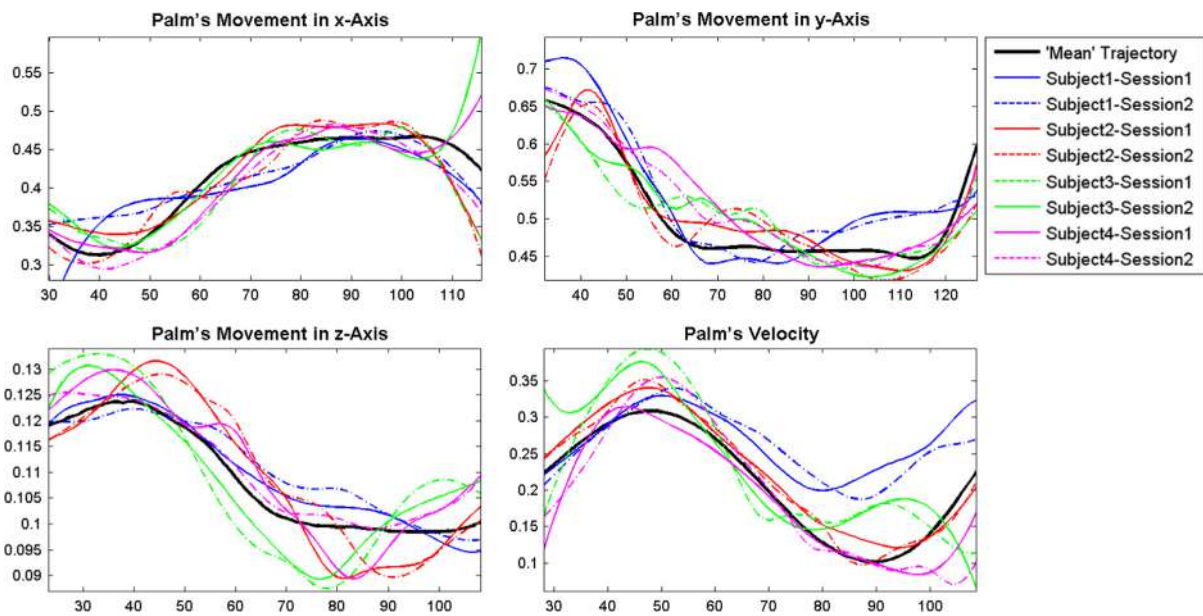 Palm's Movement in x-Axis
0.55
0.5
0.45
0.4
0.35
0.3
30 40 50 60 70 80 90 100 110
Palm's Movement in y-Axis
0.7
0.65
0.6
0.55
0.5
0.45
40 50 60 70 80 90 100 110 120
'Mean' Trajectory
Subject1-Session1
Subject1-Session2
Subject2-Session1
Subject2-Session2
Subject3-Session1
Subject3-Session2
Subject4-Session1
Subject4-Session2
Palm's Movement in z-Axis
0.13
0.125
0.12
0.115
0.11
0.105
0.1
0.095
0.09
30 40 50 60 70 80 90 100
Palm's Velocity
0.35
0.3
0.25
0.2
0.15
0.1
30 40 50 60 70 80 90 100